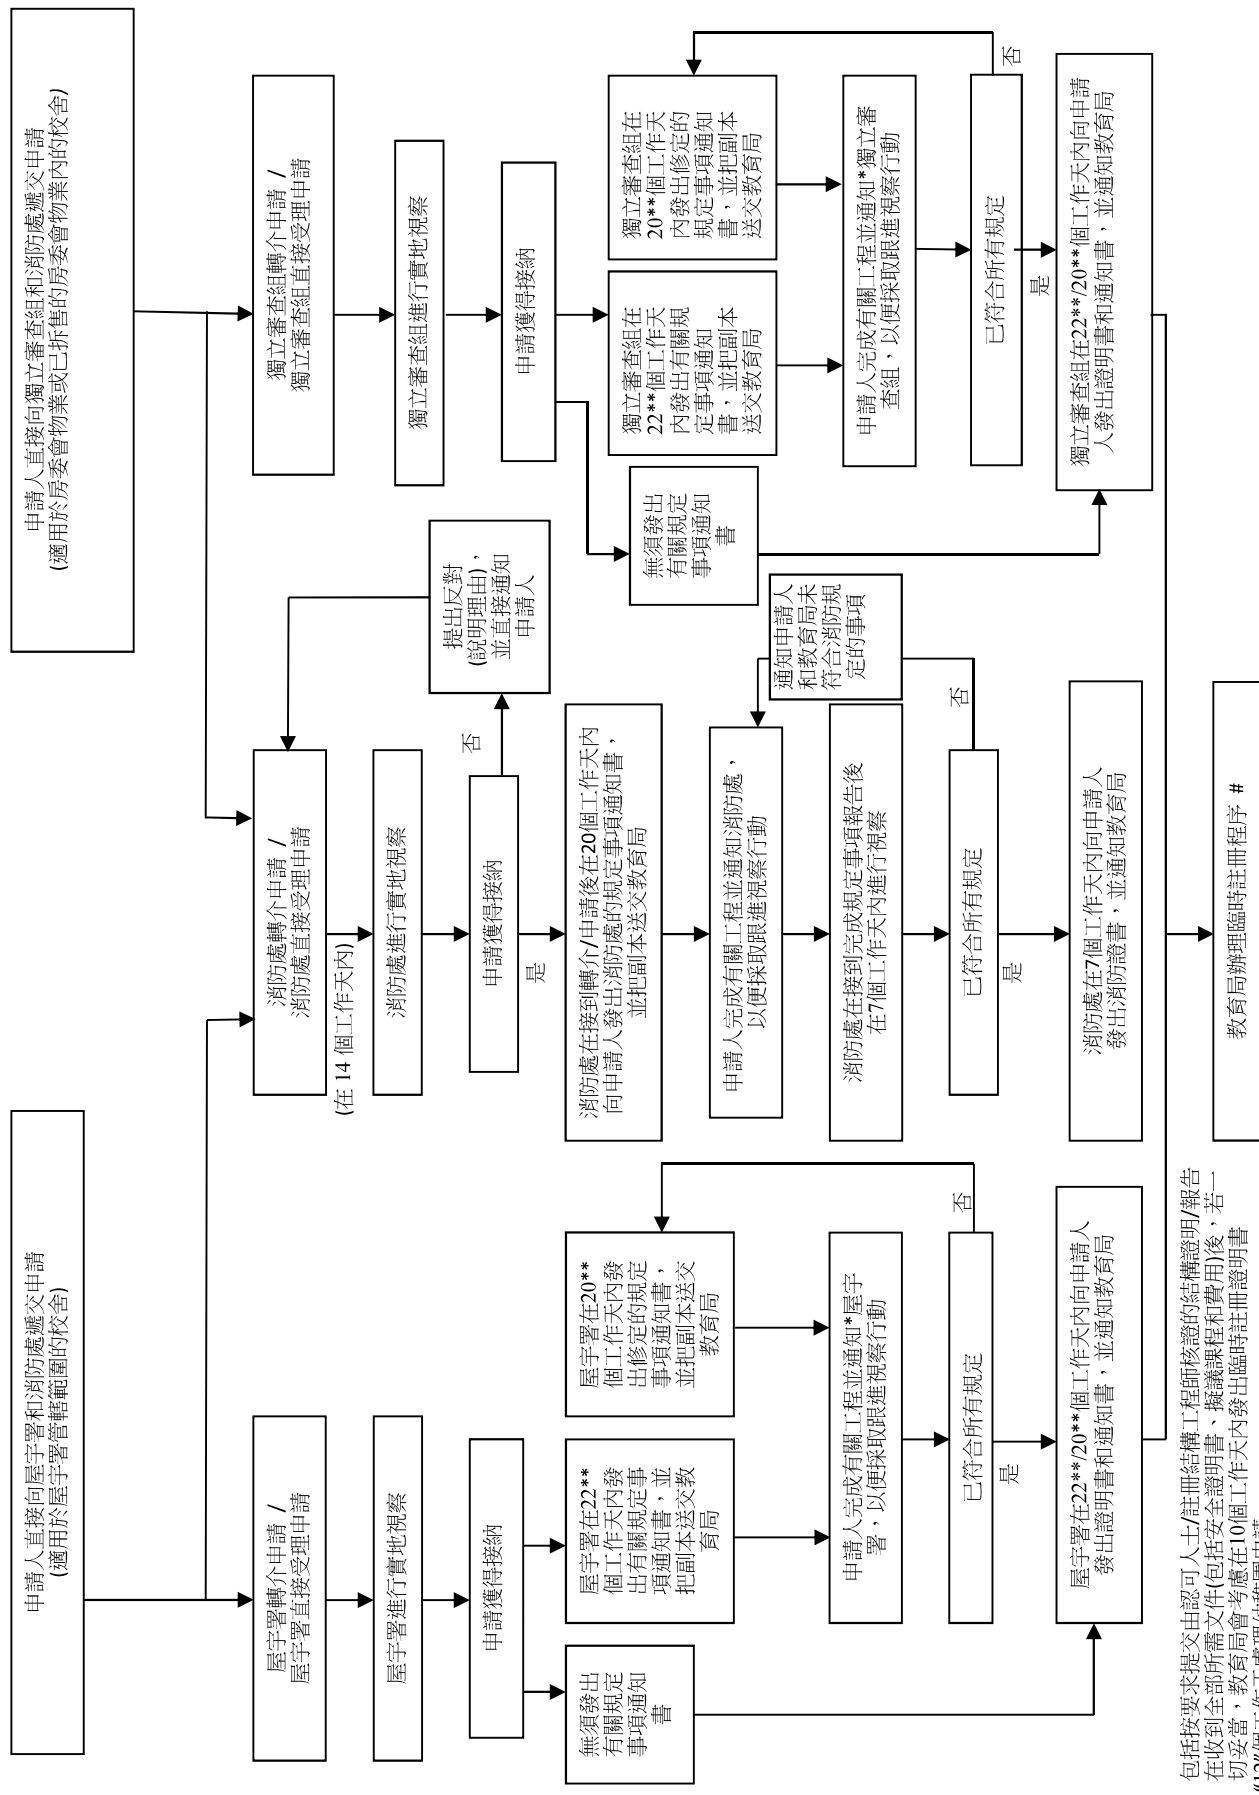 申請人直接向屋宇署和消防處遞交申請
(適用於屋宇署管轄範圍的校舍)
申請人直接向獨立審查組和消防處遞交申請
(適用於房委會物業或已拆售的房委會物業內的校舍)
屋宇署轉介申請 /
屋宇署直接受理申請
屋宇署進行實地視察
申請獲得接納
無須發出
有關規定
事項通知
書
屋宇署在22**
個工作天內發
出有關規定事
項通知書，並
把副本送交教
育局
屋宇署在20**
個工作天內發
出修定的規定
事項通知書，
並把副本送交
教育局
申請人完成有關工程並通知*屋宇
署，以便採取跟進視察行動
已符合所有規定
否
是
屋宇署在22**/20**個工作天內向申請人
發出證明書和通知書，並通知教育局
消防處轉介申請 /
消防處直接受理申請
(在 14 個工作天內)
消防處進行實地視察
申請獲得接納
否
是
提出反對
(說明理由)，
並直接通知
申請人
消防處在接到轉介/申請後在20個工作天內
向申請人發出消防處的規定事項通知書，
並把副本送交教育局
申請人完成有關工程並通知消防處，
以便採取跟進視察行動
通知申請人
和教育局未
符合消防規
定的事項
消防處在接到完成規定事項報告後
在7個工作天內進行視察
已符合所有規定
否
是
消防處在7個工作天內向申請人
發出消防證書，並通知教育局
獨立審查組轉介申請 /
獨立審查組直接受理申請
獨立審查組進行實地視察
申請獲得接納
無須發出
有關規定
事項通知
書
獨立審查組在
22**個工作天
內發出有關規
定事項通知
書，並把副本
送交教育局
獨立審查組在
20**個工作天
內發出修定的
規定事項通知
書，並把副本
送交教育局
申請人完成有關工程並通知*獨立審
查組，以便採取跟進視察行動
已符合所有規定
否
是
獨立審查組在22**/20**個工作天內向申請
人發出證明書和通知書，並通知教育局
教育局辦理臨時註冊程序 #
包括按要求提交由認可人士/註冊結構工程師核證的結構證明/報告
在收到全部所需文件(包括安全證明書、擬議課程和費用)後，若一
切妥當，教育局會考慮在10個工作天內發出臨時註冊證明書